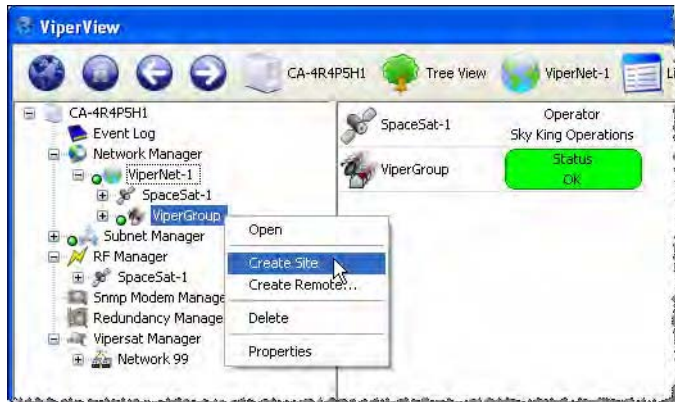 ViperView
CA-4R4P5H1
Tree View
ViperNet-1
Li
CA-4R4P5H1
Event Log
Network Manager
ViperNet-1
SpaceSat-1
ViperGroup
Subnet Manager
RF Manager
SpaceSat-1
Snmp Modem Manage
Redundancy Manage
Vipersat Manager
Network 99
Open
Create Site
Create Remote...
Delete
Properties
SpaceSat-1
Operator
Sky King Operations
ViperGroup
Status
OK